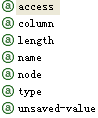 access
column
length
name
node
type
unsaved-value